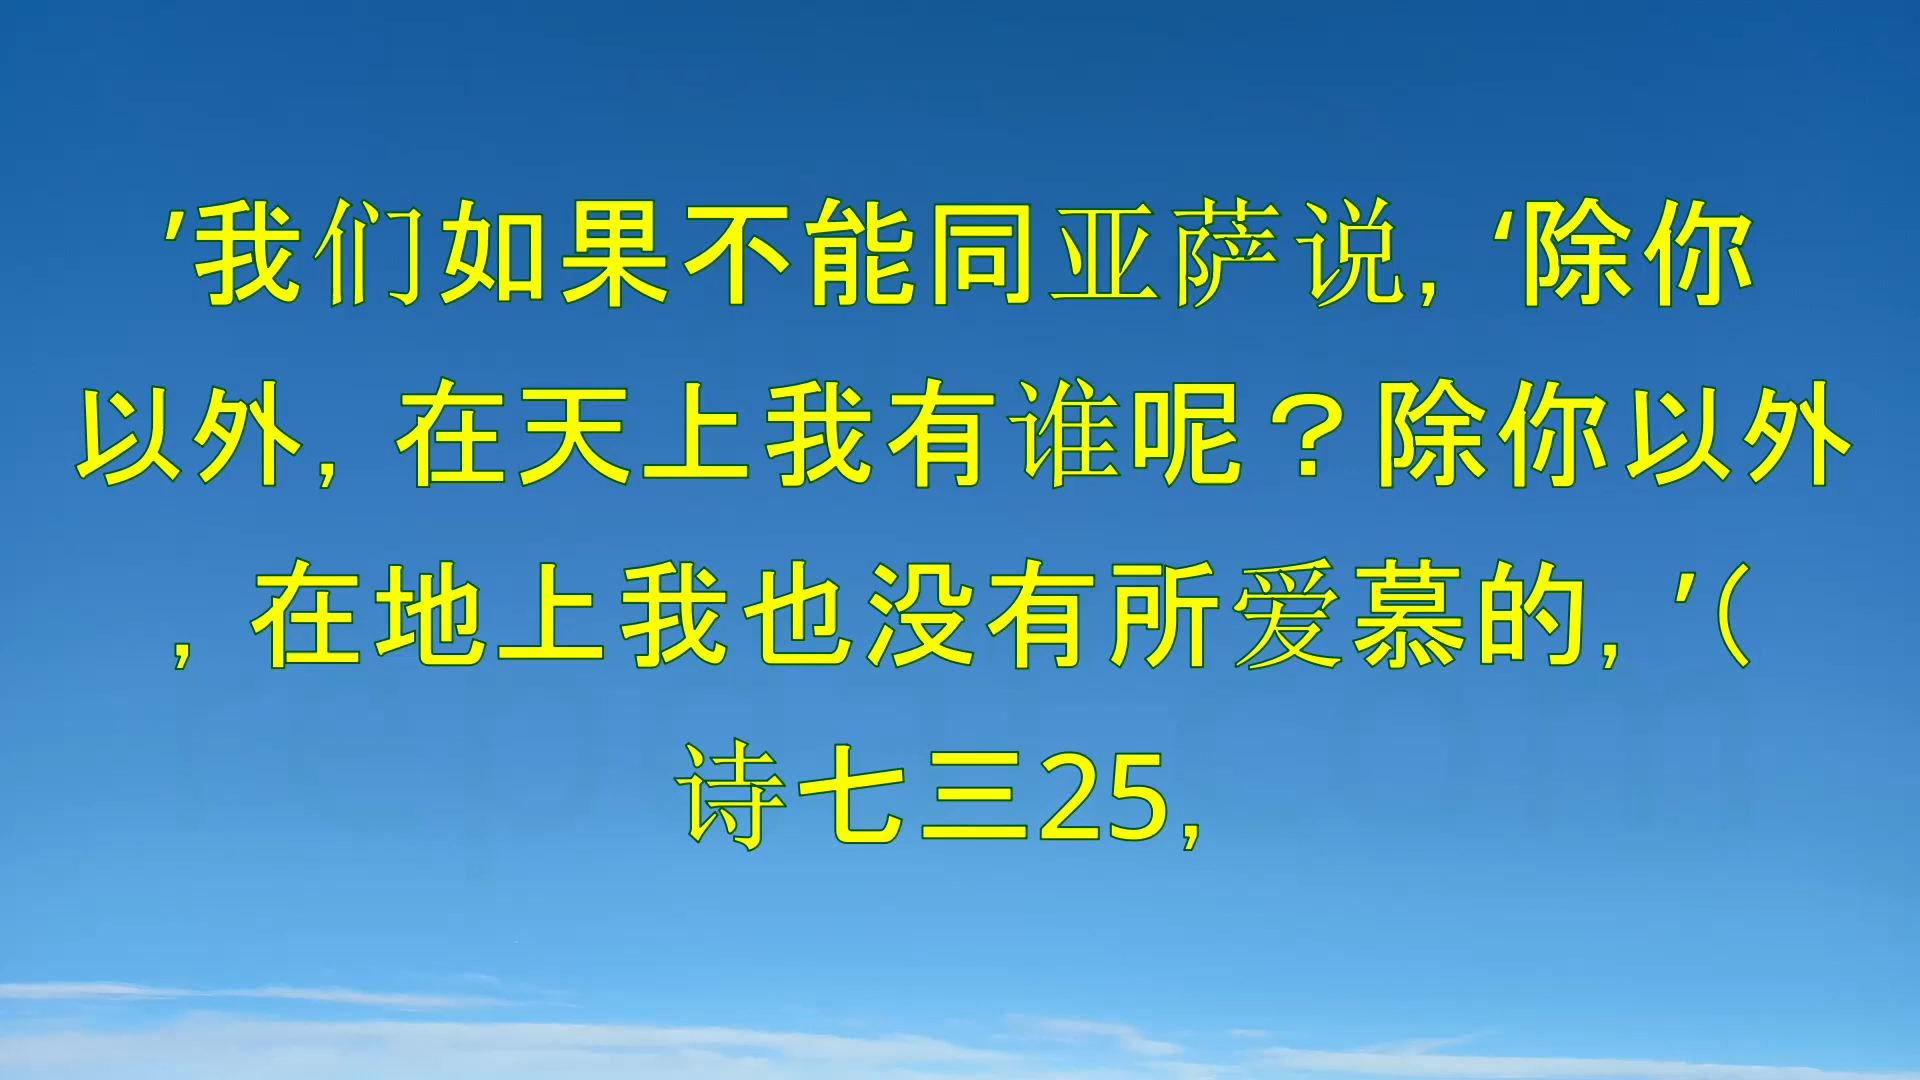 '我们如果不能同亚萨说, ‘除你
以外, 在天上我有谁呢？除你以外
, 在地上我也没有所爱慕的, '(
诗七三25,